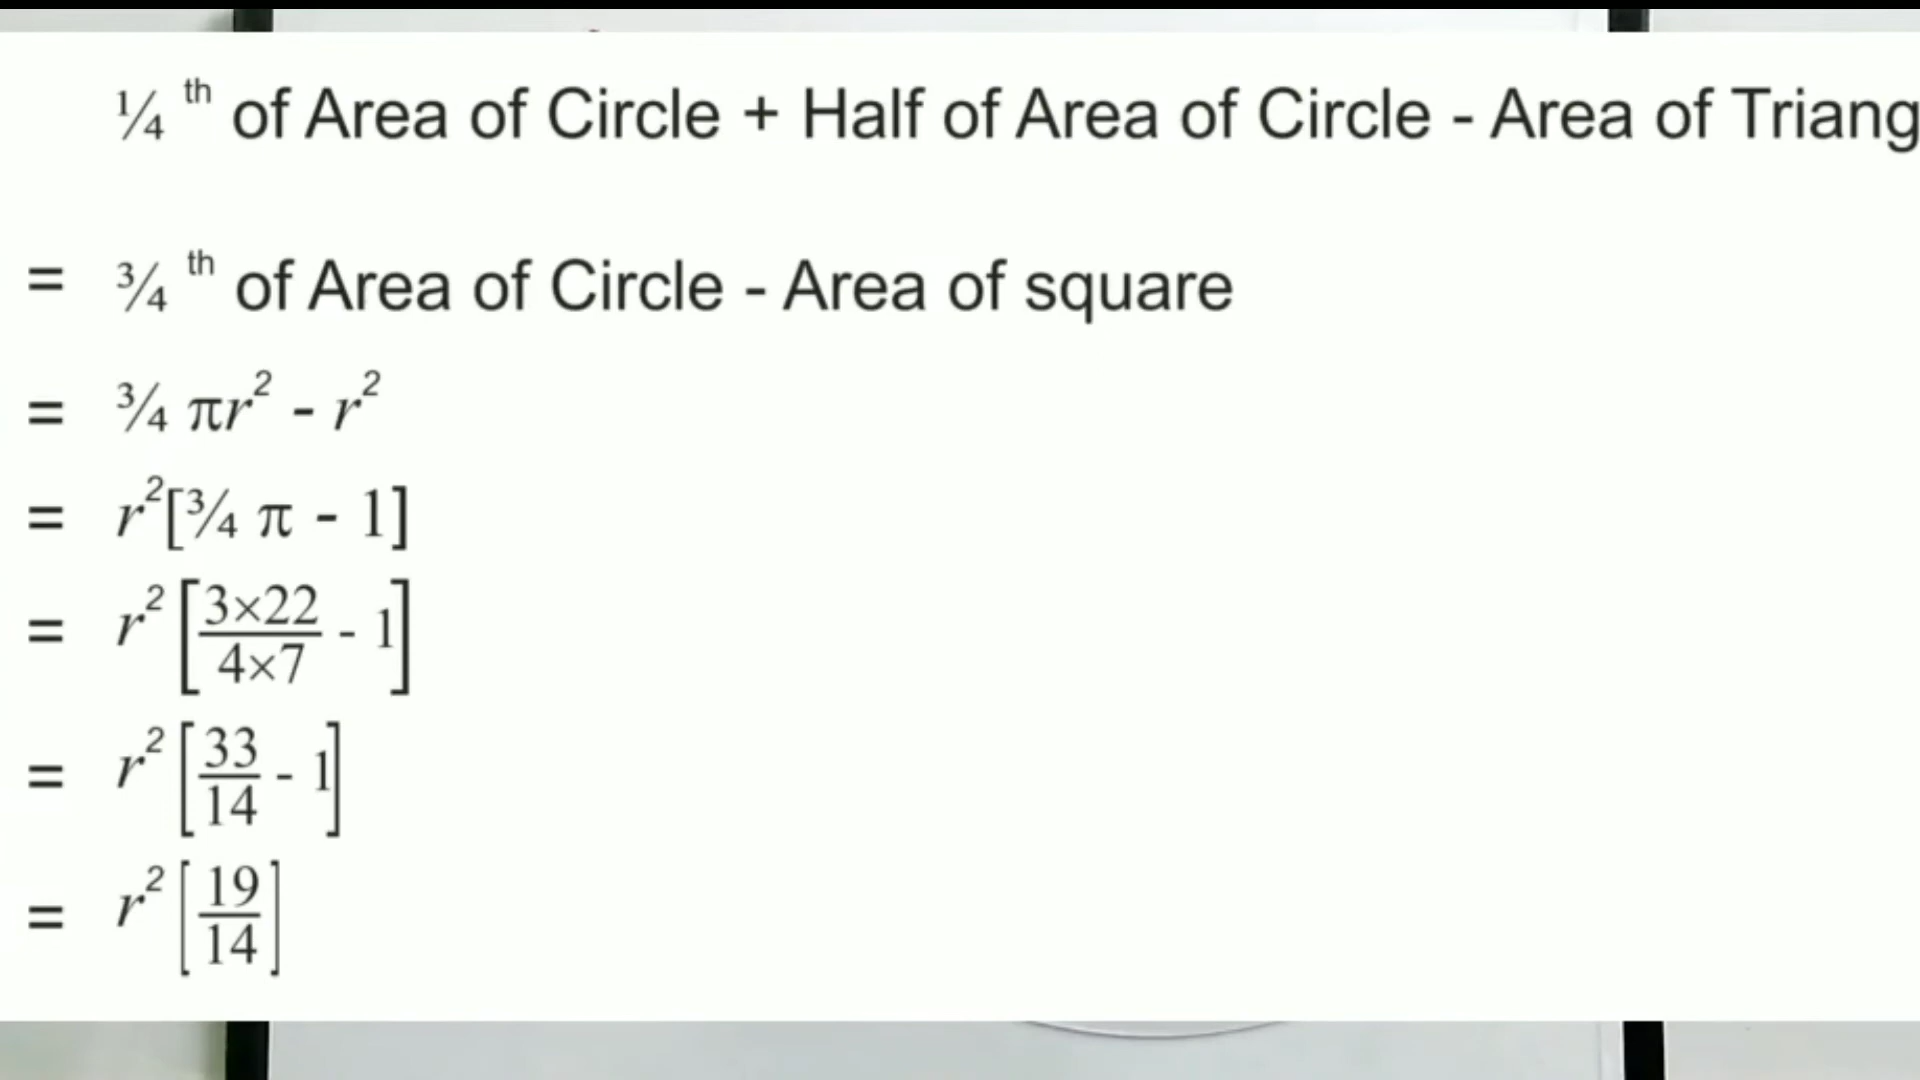 ¼ th of Area of Circle + Half of Area of Circle - Area of
= ¾ th of Area of Circle - Area of square
= ¾ πr² - r²
= r²[¾ π - 1]
= r² [3×22/4×7 - 1]
= r² [33/14 - 1]
= r² [19/14]